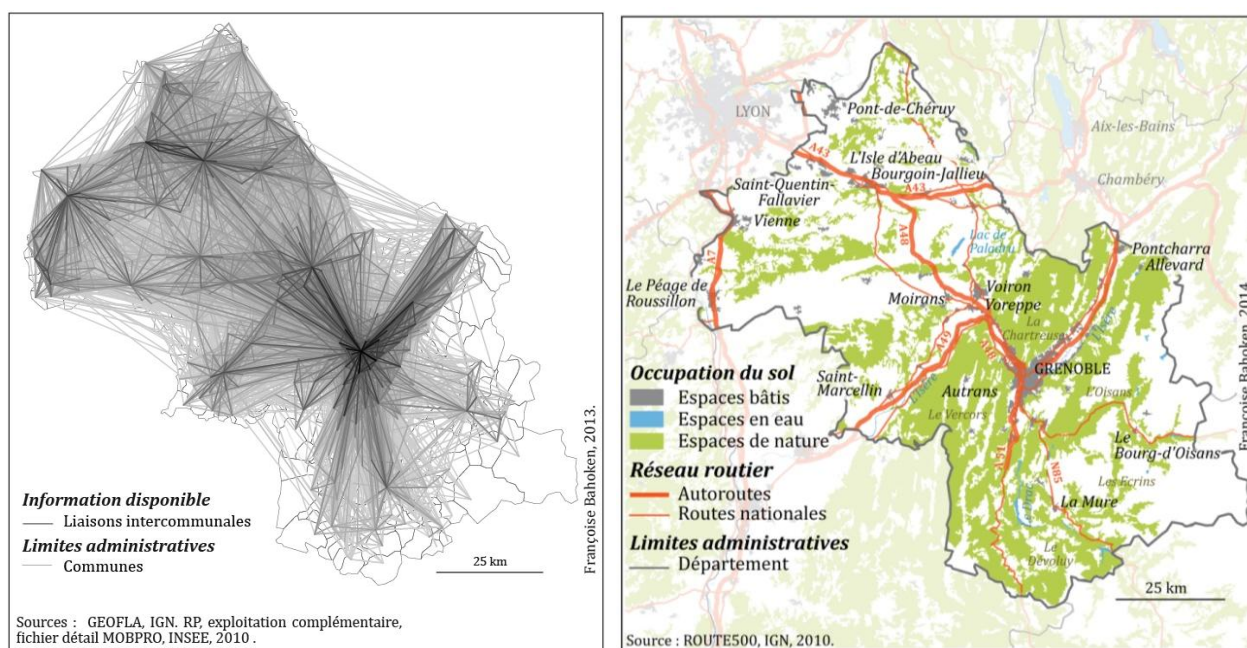 Information disponible
Liaisons intercommunales
Limites administratives
Communes
25 km
Françoise Bahoken, 2013.
Sources : GEOFLA, IGN. RP, exploitation complémentaire,
fichier détail MOBPRO, INSEE, 2010 .
LYON
Pont-de-Chéruy
Aix-les-Bains
A43
L'Isle d'Abeau
Bourgoin-Jallieu
Chambéry
Saint-Quentin-
Fallavier
A43
Vienne
A48
Lac de
Paladru
A7
Pontcharra
Allevard
Le Péage de
Roussillon
Moirans
Voiron
Voreppe
La
Chartreuse
L'Isère
A49
A48
GRENOBLE
Saint-
Marcellin
L'Isère
Autrans
L'Oisans
Le Vercors
Le
Bourg-d'Oisans
A51
N85
Les Ecrins
Le Drac
La Mure
Le
Dévoluy
Occupation du sol
Espaces bâtis
Espaces en eau
Espaces de nature
Réseau routier
Autoroutes
Routes nationales
Limites administratives
Département
25 km
Françoise Bahoken, 2014.
Source : ROUTE500, IGN, 2010.